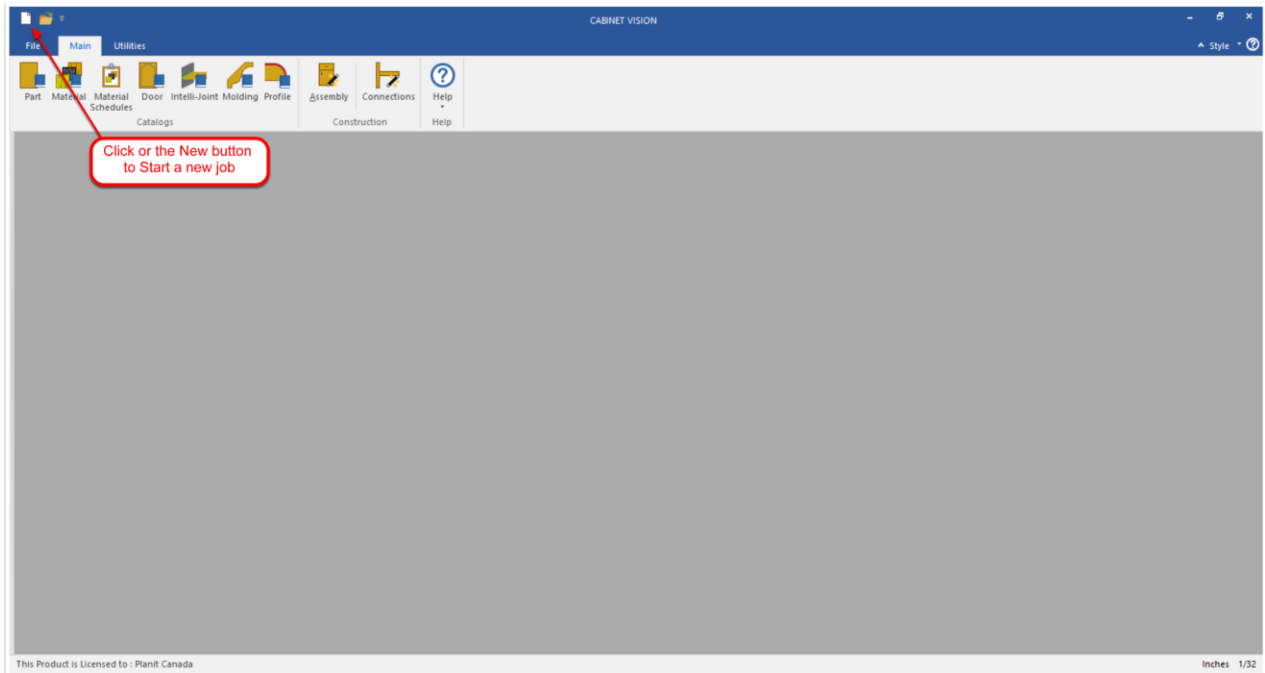 CABINET VISION
File Main Utilities Style
Part Material Material Schedules Door Intelli-Joint Molding Profile Assembly Connections Help
Catalogs Construction Help
Click or the New button
to Start a new job
This Product is Licensed to : Planit Canada Inches 1/32